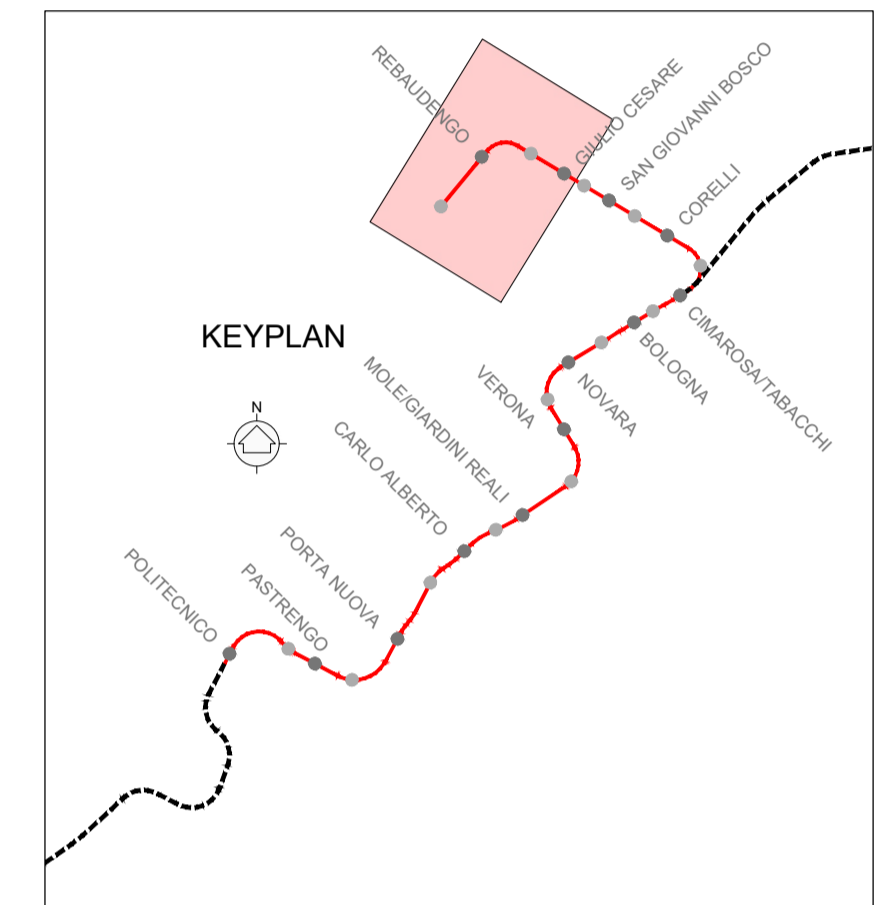 REBAUDENGO
GIULIO CESARE
SAN GIOVANNI BOSCO
CORELLI
KEYPLAN
CIMAROSA/TABACCHI
BOLOGNA
NOVARA
VERONA
MOLE/GIARDINI REALI
N
CARLO ALBERTO
PORTA NUOVA
PASTRENGO
POLITECNICO